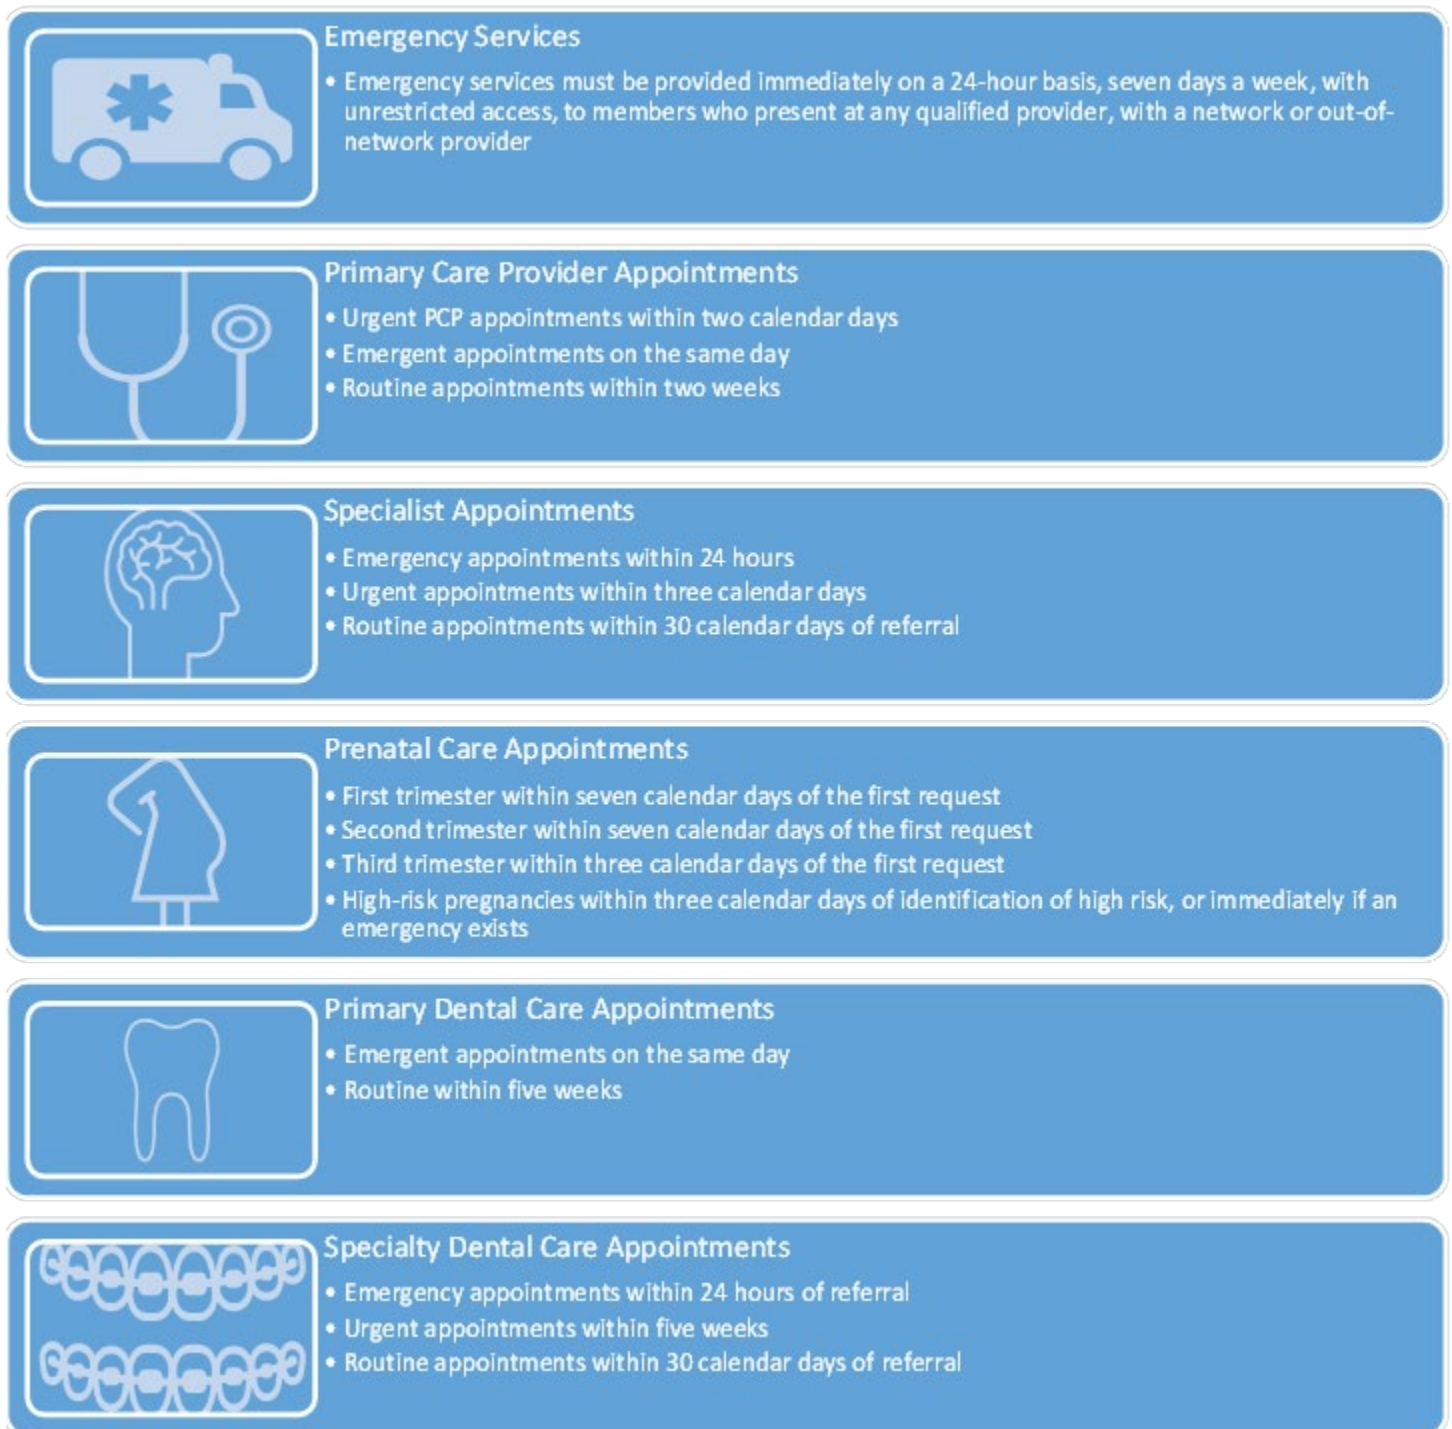 Emergency Services
• Emergency services must be provided immediately on a 24-hour basis, seven days a week, with
unrestricted access, to members who present at any qualified provider, with a network or out-of-
network provider
Primary Care Provider Appointments
• Urgent PCP appointments within two calendar days
• Emergent appointments on the same day
• Routine appointments within two weeks
Specialist Appointments
• Emergency appointments within 24 hours
• Urgent appointments within three calendar days
• Routine appointments within 30 calendar days of referral
Prenatal Care Appointments
• First trimester within seven calendar days of the first request
• Second trimester within seven calendar days of the first request
• Third trimester within three calendar days of the first request
• High-risk pregnancies within three calendar days of identification of high risk, or immediately if an
emergency exists
Primary Dental Care Appointments
• Emergent appointments on the same day
• Routine within five weeks
Specialty Dental Care Appointments
• Emergency appointments within 24 hours of referral
• Urgent appointments within five weeks
• Routine appointments within 30 calendar days of referral